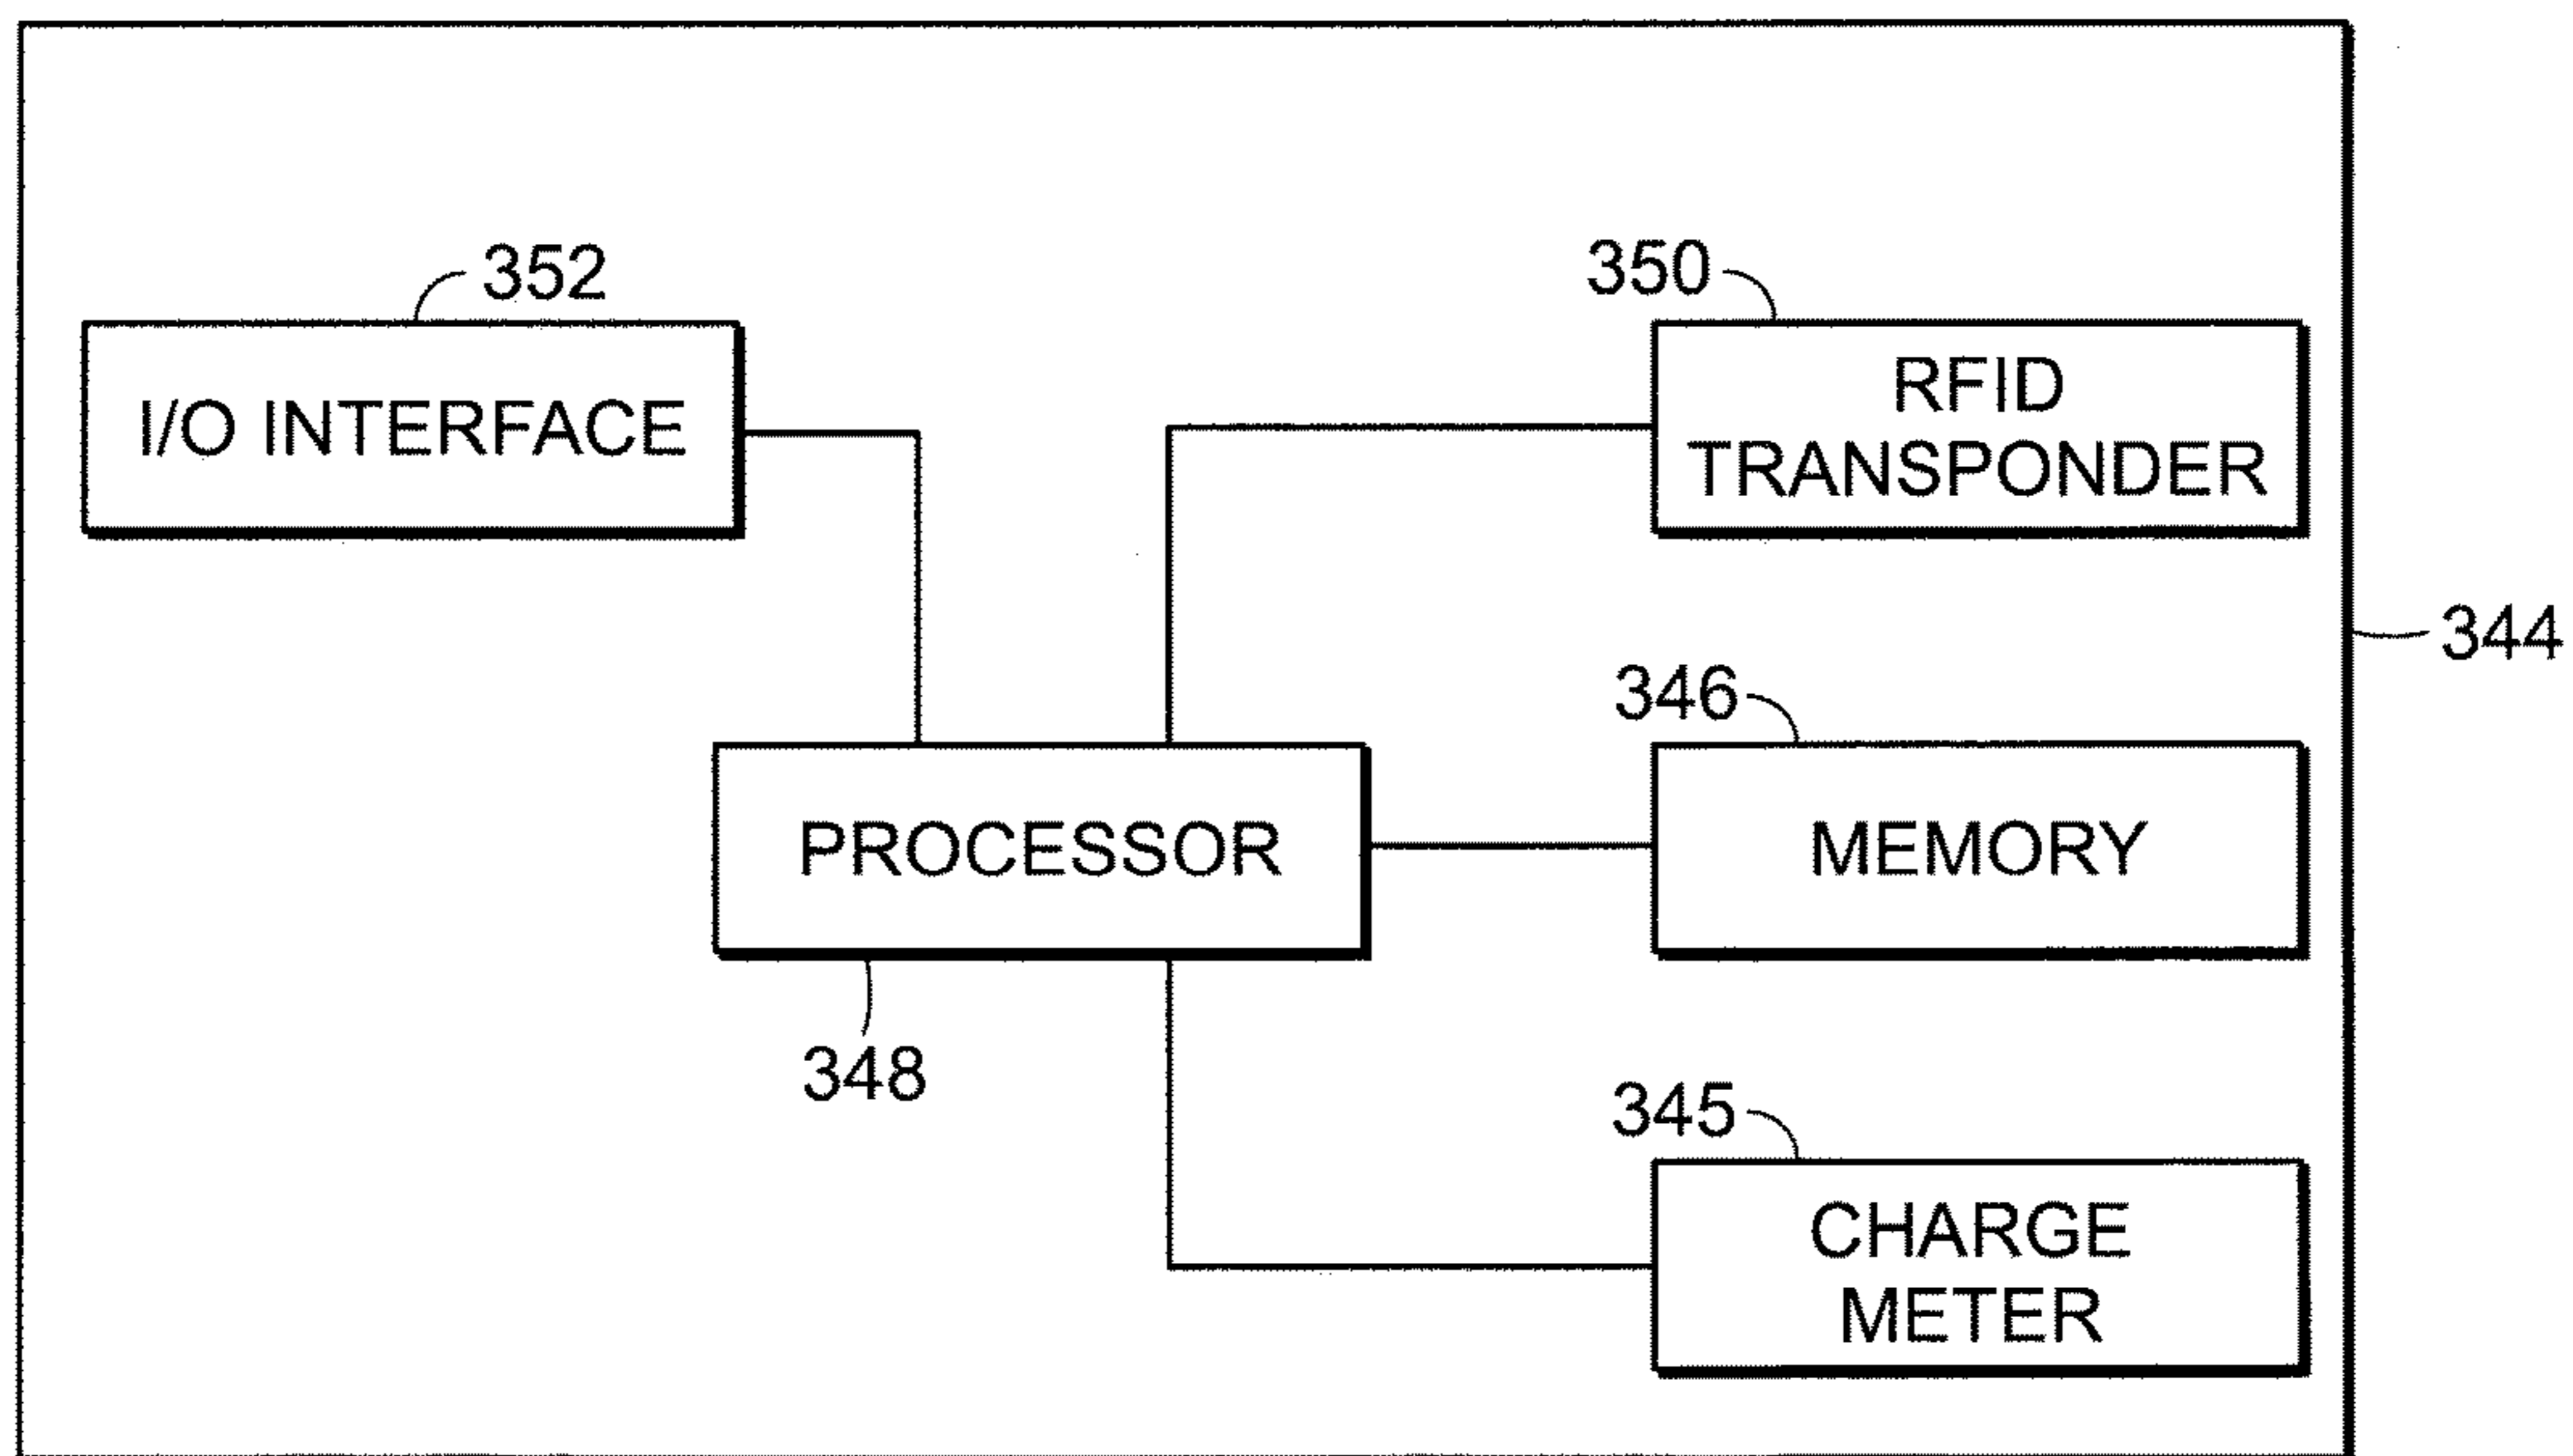 352
I/O INTERFACE
350
RFID
TRANSPONDER
344
346
MEMORY
PROCESSOR
348
345
CHARGE
METER